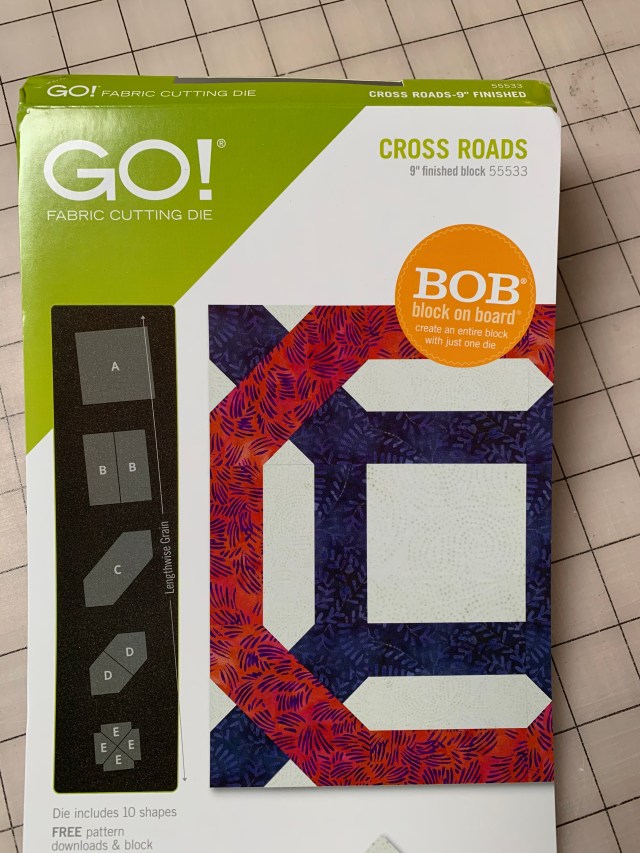 GO! FABRIC CUTTING DIE
55533
CROSS ROADS-9" FINISHED
GO!®
FABRIC CUTTING DIE
CROSS ROADS
9" finished block 55533
BOB®
block on board®
create an entire block
with just one die
A
B B
C
D
D
E
E E
E
Lengthwise Grain
Die includes 10 shapes
FREE pattern
downloads & block